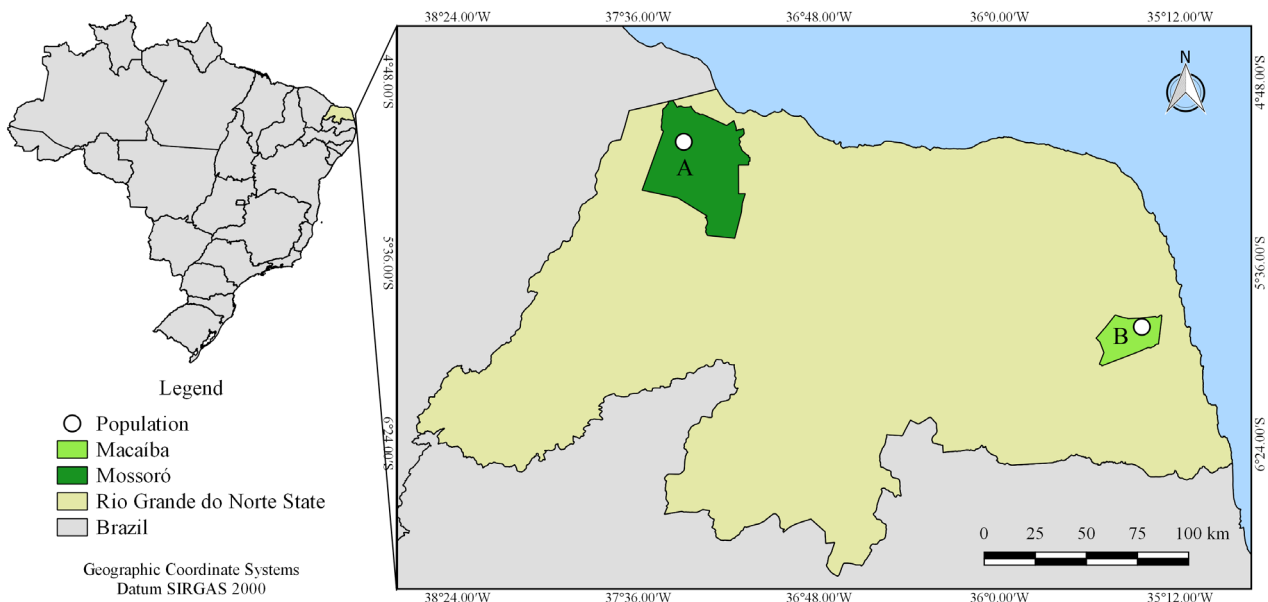 38°24.00'W 37°36.00'W 36°48.00'W 36°0.00'W 35°12.00'W
4°48.00'S
5°36.00'S
6°24.00'S
N
A
B
4°48.00'S
5°36.00'S
6°24.00'S
0 25 50 75 100 km
38°24.00'W 37°36.00'W 36°48.00'W 36°0.00'W 35°12.00'W
Legend
Population
Macaíba
Mossoró
Rio Grande do Norte State
Brazil
Geographic Coordinate Systems
Datum SIRGAS 2000